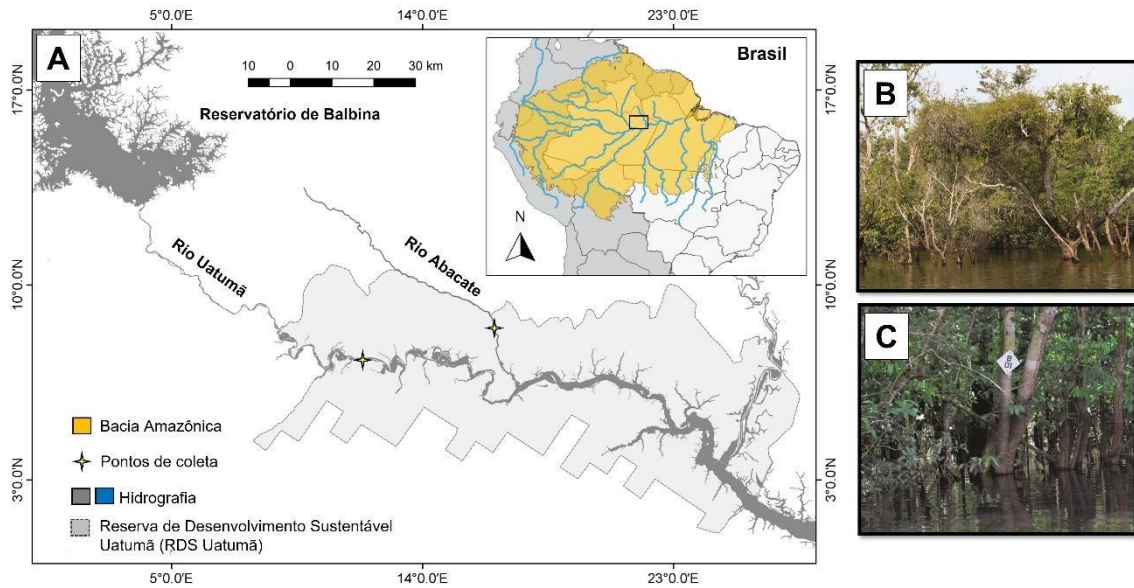 5°0.0'E 14°0.0'E 23°0.0'E
A
10 0 10 20 30 km
Reservatório de Balbina
Brasil
N
17°0.0'N 17°0.0'N
Rio Uatumã
Rio Abacate
10°0.0'N 10°0.0'N
Bacia Amazônica
Pontos de coleta
Hidrografia
Reserva de Desenvolvimento Sustentável
Uatumã (RDS Uatumã)
3°0.0'N 3°0.0'N
5°0.0'E 14°0.0'E 23°0.0'E
B
C